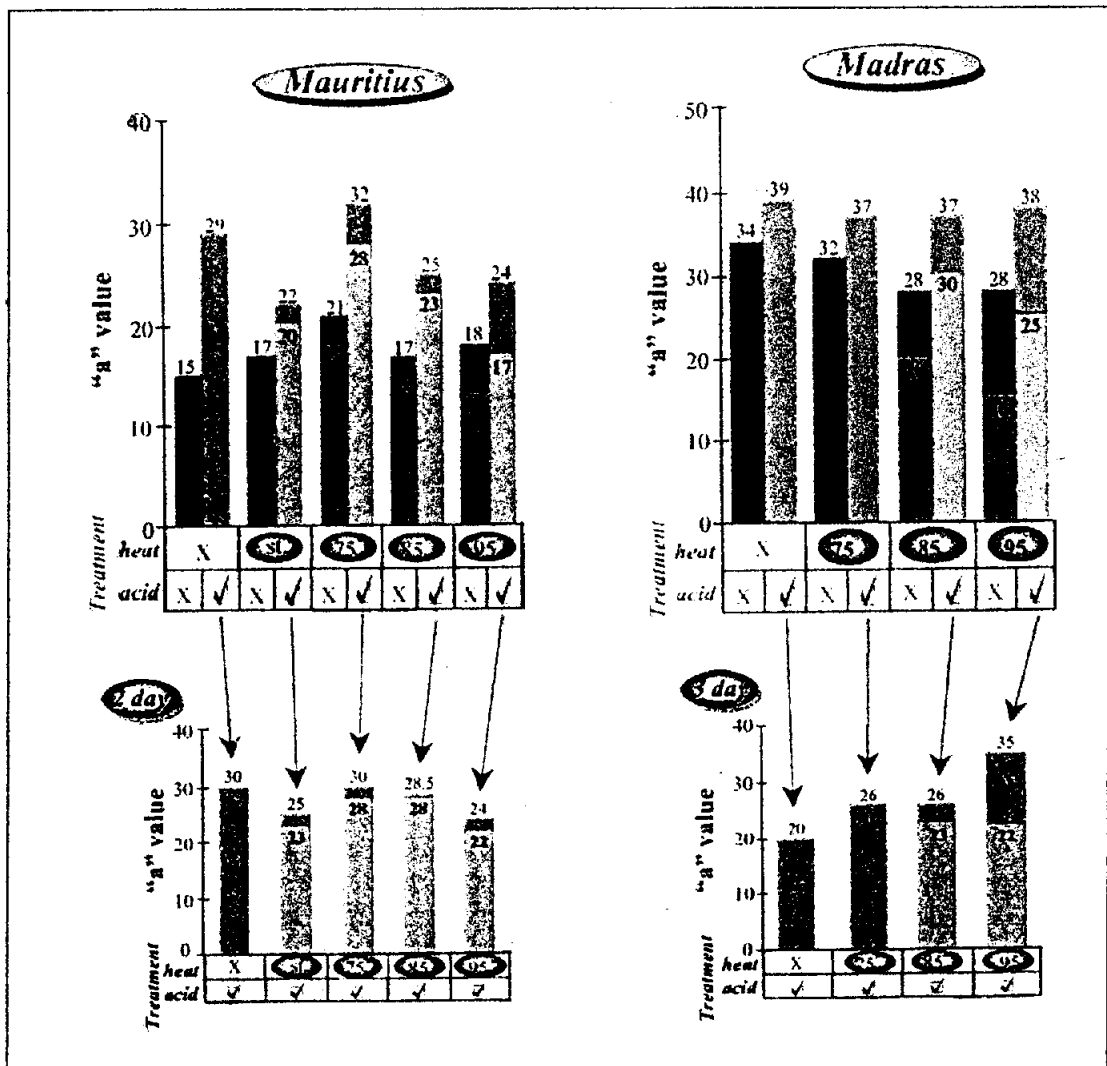 Mauritius
40
30
20
10
0
"a" value
15 29 17 22 20 21 32 28 17 25 23 18 24 17
Treatment
heat X sl 75 85 95
acid X ✓ X ✓ X ✓ X ✓ X ✓
2 day
40
30
20
10
0
"a" value
30 25 23 30 28 28.5 28 24 22
Treatment
heat X sl 75 85 95
acid ✓ ✓ ✓ ✓ ✓
Madras
50
40
30
20
10
0
"a" value
34 39 32 37 28 37 30 28 38 25
Treatment
heat X 75 85 95
acid X ✓ X ✓ X ✓ X ✓
day
40
30
20
10
0
"a" value
20 26 26 23 35 22
Treatment
heat X 75 85 95
acid ✓ ✓ ✓ ✓